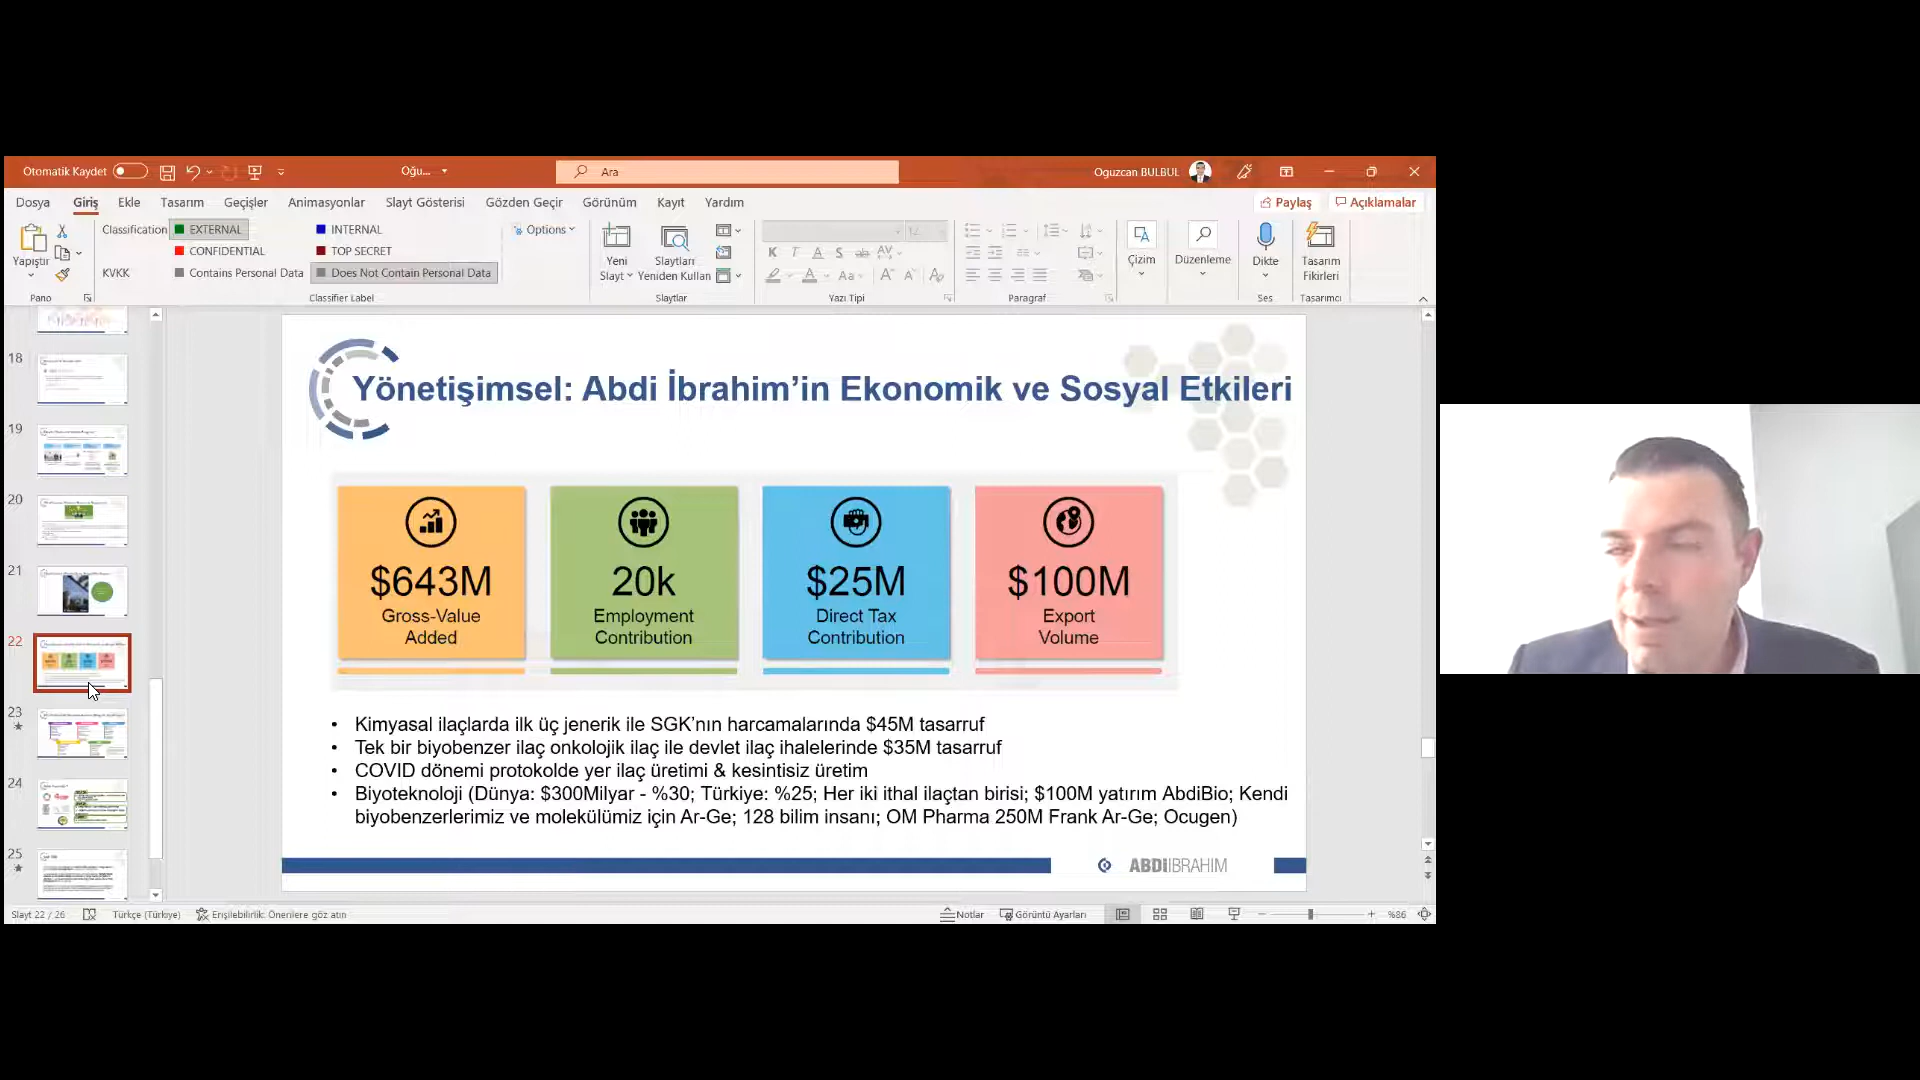 Otomatik Kaydet
Oğu...
Ara
Oguzcan BULBUL
Dosya Giriş Ekle Tasarım Geçişler Animasyonlar Slayt Gösterisi Gözden Geçir Görünüm Kayıt Yardım
Paylaş Açıklamalar
Yapıştır
Pano
Classification EXTERNAL INTERNAL
CONFIDENTIAL TOP SECRET
KVKK Contains Personal Data Does Not Contain Personal Data
Options
Classifier Label
Yeni
Slayt
Slaytları
Yeniden Kullan
Slaytlar
K T A S ab AV
Aa
Yazı Tipi
Paragraf
Çizim
Düzenleme
Dikte
Ses
Tasarım
Fikirleri
Tasarımcı
18
19
20
21
22
23
24
25
Yönetişimsel: Abdi İbrahim’in Ekonomik ve Sosyal Etkileri
$643M
Gross-Value
Added
20k
Employment
Contribution
$25M
Direct Tax
Contribution
$100M
Export
Volume
• Kimyasal ilaçlarda ilk üç jenerik ile SGK’nın harcamalarında $45M tasarruf
• Tek bir biyobenzer ilaç onkolojik ilaç ile devlet ilaç ihalelerinde $35M tasarruf
• COVID dönemi protokolde yer ilaç üretimi & kesintisiz üretim
• Biyoteknoloji (Dünya: $300Milyar - %30; Türkiye: %25; Her iki ithal ilaçtan birisi; $100M yatırım AbdiBio; Kendi
biyobenzerlerimiz ve molekülümiz için Ar-Ge; 128 bilim insanı; OM Pharma 250M Frank Ar-Ge; Ocugen)
ABDİİBRAHİM
Slayt 22 / 26
Türkçe (Türkiye)
Erişilebilirlik: Önerilere göz atın
Notlar
Görüntü Ayarları
%86